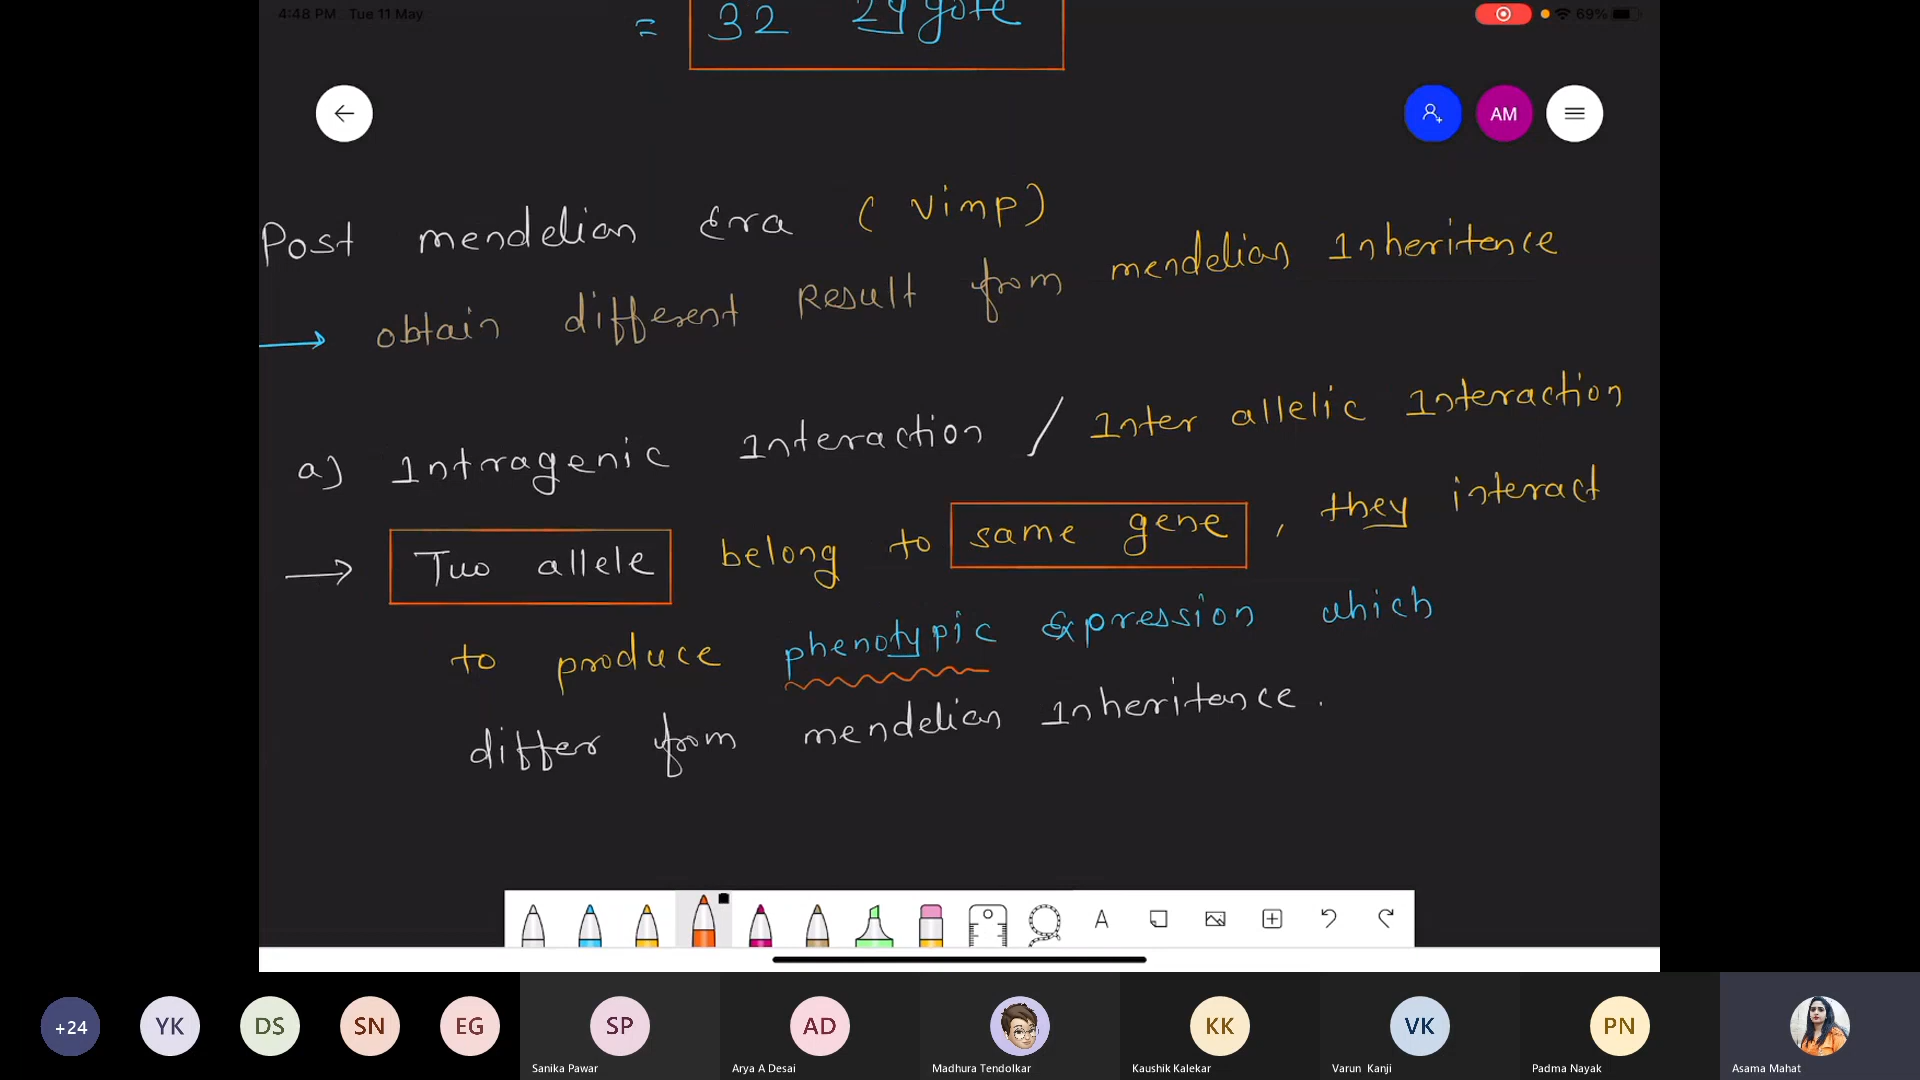 4:48 PM Tue 11 May
69%
= 32 zygote
AM
Post mendelian Era ( Vimp)
→ obtain different Result from mendelian Inheritence
a) Intragenic Interaction / Inter allelic Interaction
→ Two allele belong to same gene , they interact
to produce phenotypic Expression which
differ from mendelian Inheritance.
A
+24 YK DS SN EG SP AD KK VK PN
Sanika Pawar Arya A Desai Madhura Tendolkar Kaushik Kalekar Varun Kanji Padma Nayak Asama Mahat